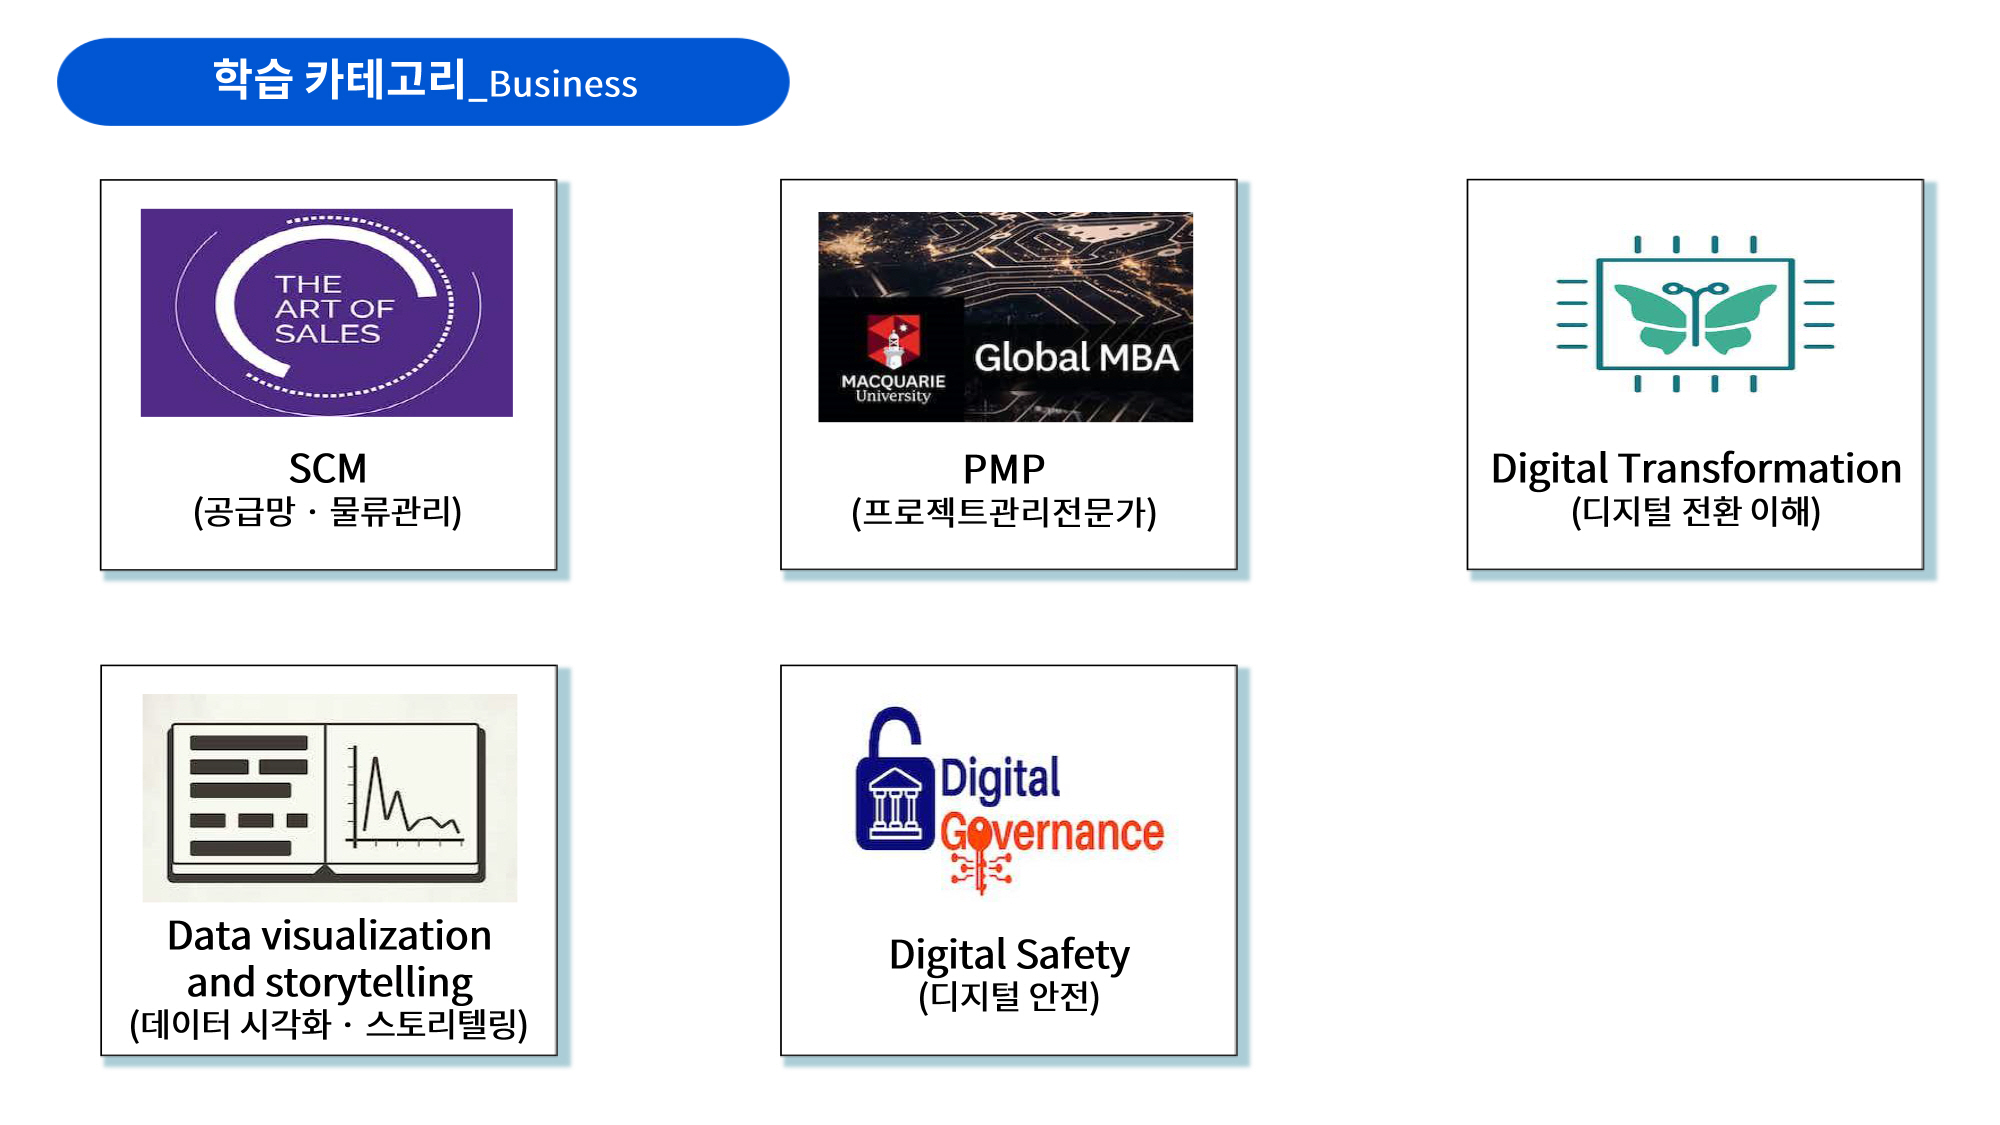 학습 카테고리_Business
THE
ART OF
SALES
SCM
(공급망 · 물류관리)
MACQUARIE
University
Global MBA
PMP
(프로젝트관리전문가)
Digital Transformation
(디지털 전환 이해)
Data visualization
and storytelling
(데이터 시각화 · 스토리텔링)
Digital
Governance
Digital Safety
(디지털 안전)